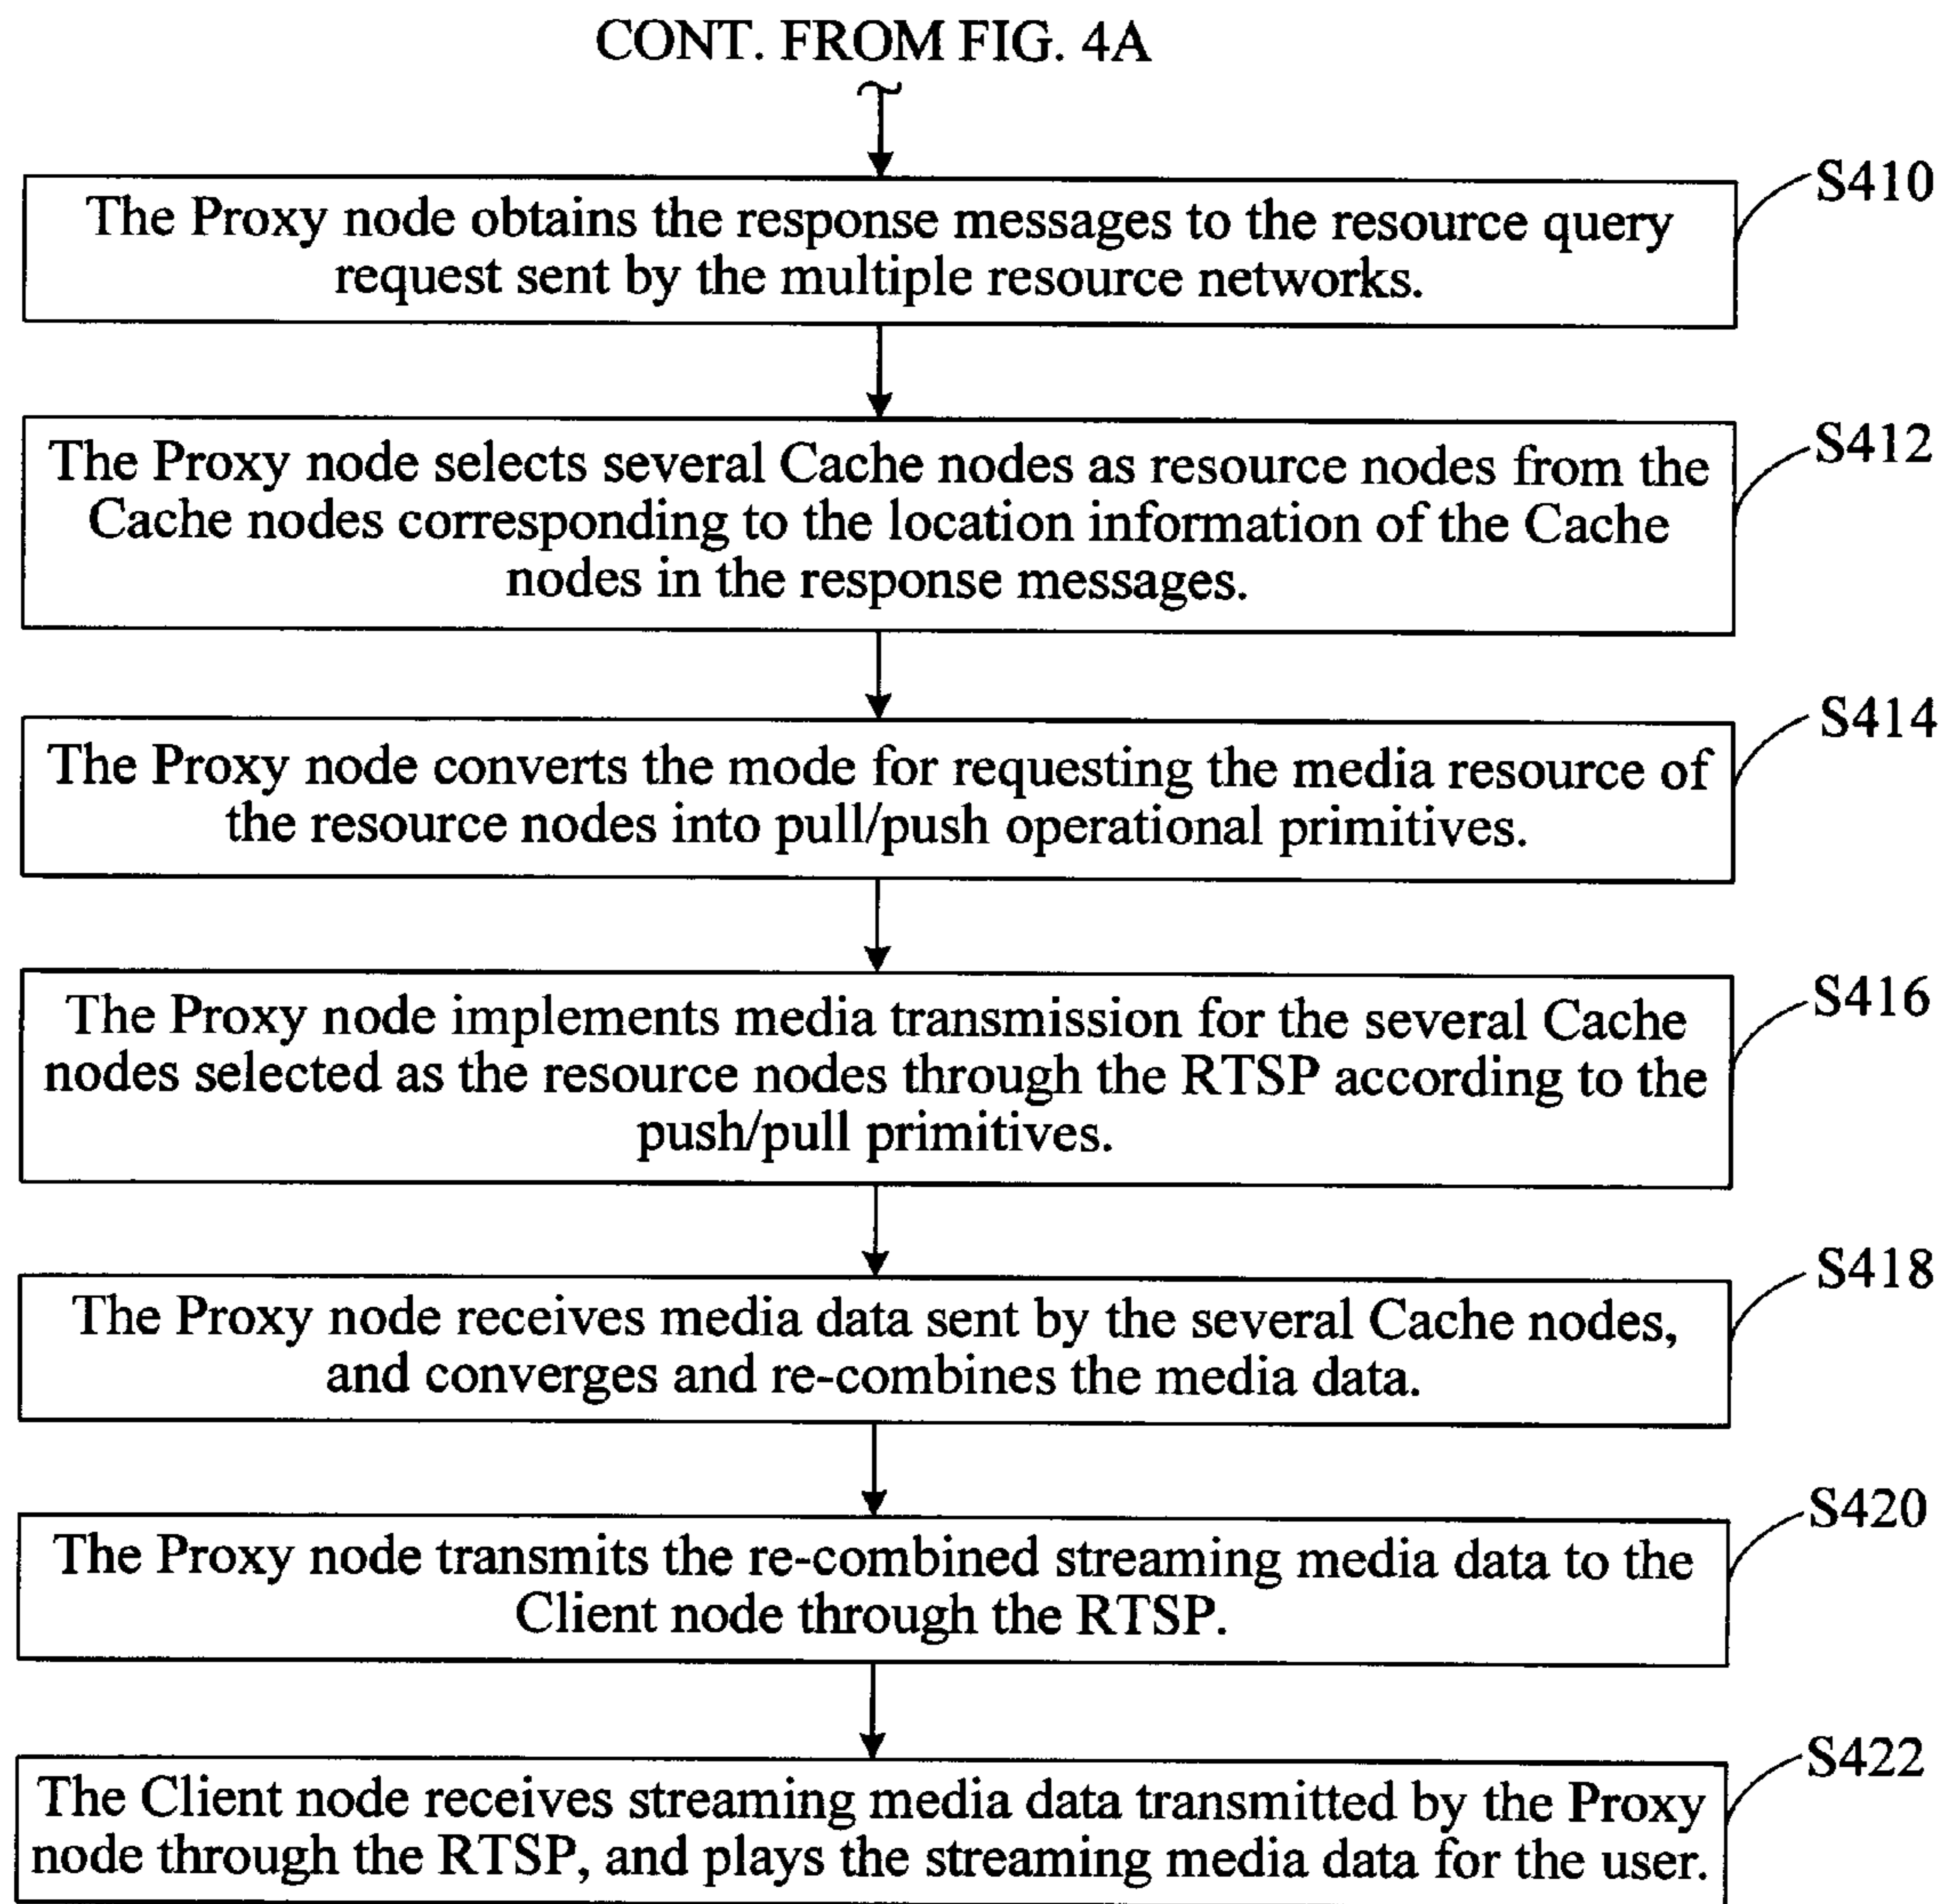 CONT. FROM FIG. 4A
S410
The Proxy node obtains the response messages to the resource query
request sent by the multiple resource networks.
S412
The Proxy node selects several Cache nodes as resource nodes from the
Cache nodes corresponding to the location information of the Cache
nodes in the response messages.
S414
The Proxy node converts the mode for requesting the media resource of
the resource nodes into pull/push operational primitives.
S416
The Proxy node implements media transmission for the several Cache
nodes selected as the resource nodes through the RTSP according to the
push/pull primitives.
S418
The Proxy node receives media data sent by the several Cache nodes,
and converges and re-combines the media data.
S420
The Proxy node transmits the re-combined streaming media data to the
Client node through the RTSP.
S422
The Client node receives streaming media data transmitted by the Proxy
node through the RTSP, and plays the streaming media data for the user.